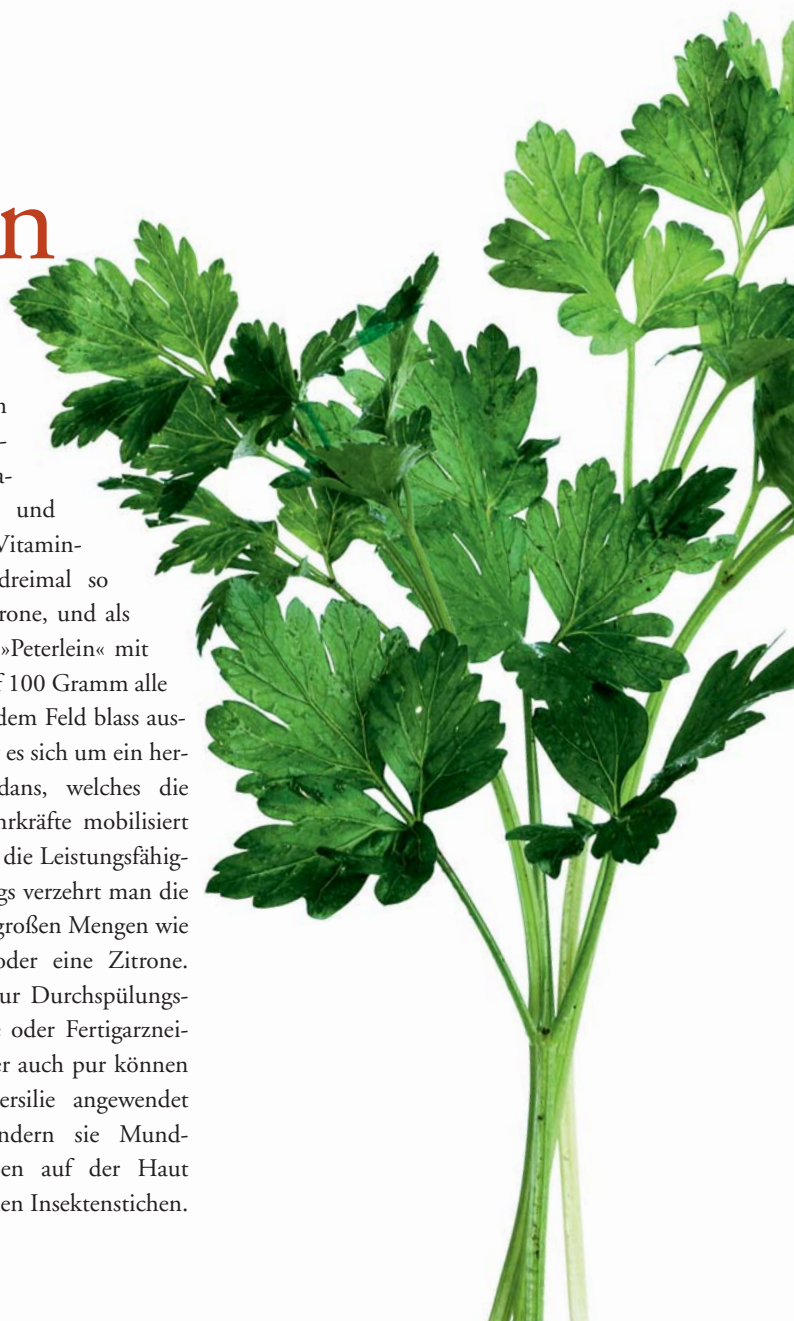 n
n
-
a-
und
Vitamin-
dreimal so
rone, und als
»Peterlein« mit
f 100 Gramm alle
dem Feld blass aus-
es sich um ein her-
dans, welches die
hrkräfte mobilisiert
die Leistungsfähig-
gs verzehrt man die
großen Mengen wie
oder eine Zitrone.
ur Durchspülungs-
oder Fertigarznei-
er auch pur können
ersilie angewendet
ndern sie Mund-
en auf der Haut
en Insektenstichen.